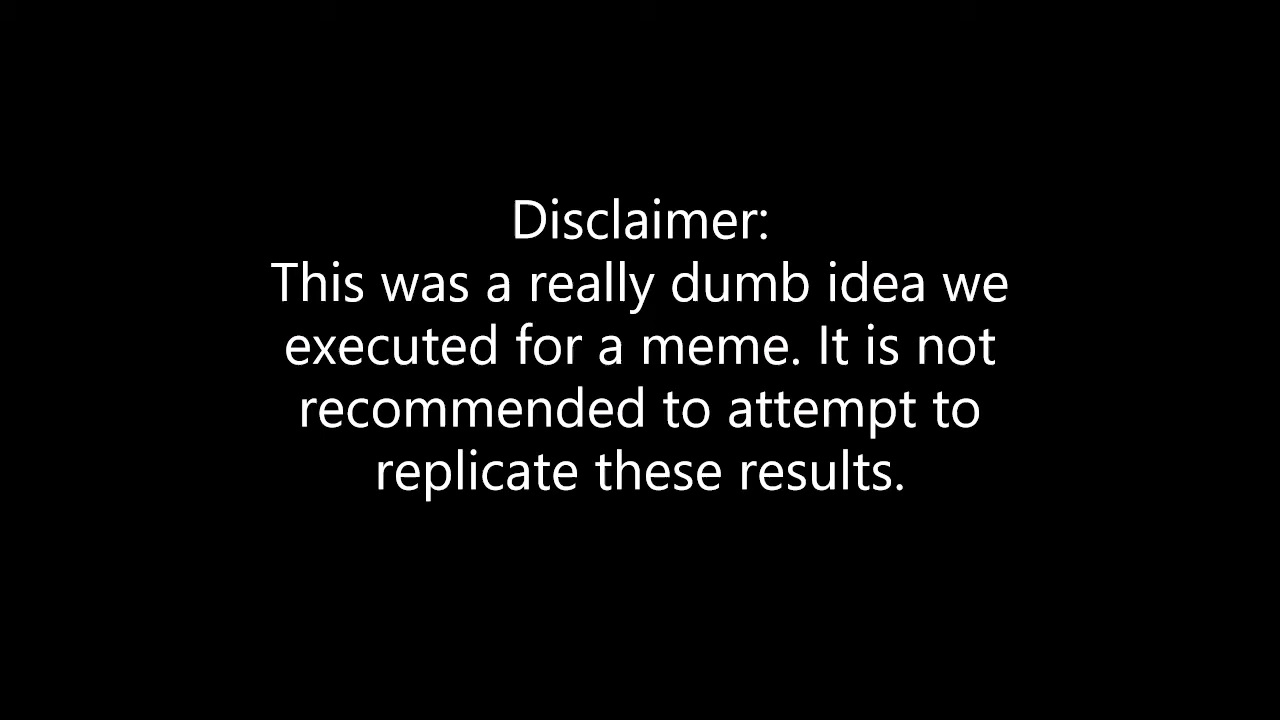 Disclaimer:
This was a really dumb idea we
executed for a meme. It is not
recommended to attempt to
replicate these results.